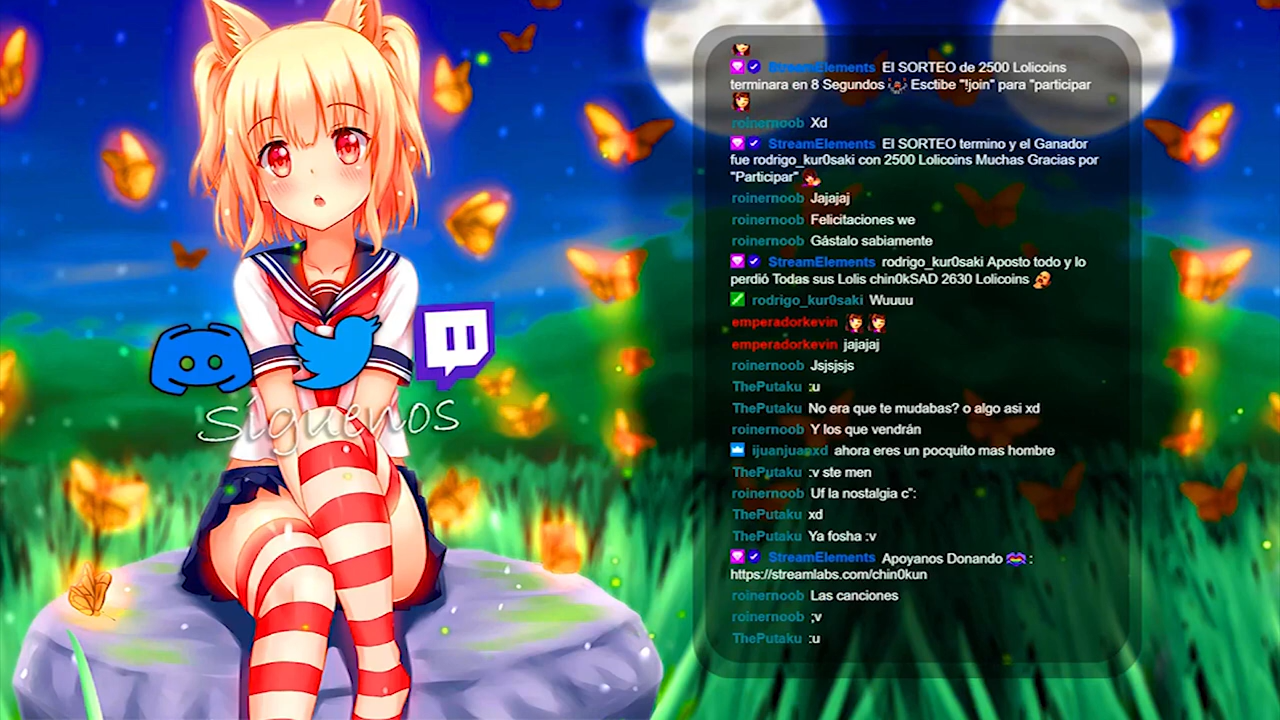 Síguenos
StreamElements El SORTEO de 2500 Lolicoins
terminara en 8 Segundos Esctibe "!join" para "participar
roinernoob Xd
StreamElements El SORTEO termino y el Ganador
fue rodrigo_kur0saki con 2500 Lolicoins Muchas Gracias por
"Participar"
roinernoob Jajajaj
roinernoob Felicitaciones we
roinernoob Gástalo sabiamente
StreamElements rodrigo_kur0saki Aposto todo y lo
perdió Todas sus Lolis chin0kSAD 2630 Lolicoins
rodrigo_kur0saki Wuuuu
emperadorkevin
emperadorkevin jajajaj
roinernoob Jsjsjsjs
ThePutaku :u
ThePutaku No era que te mudabas? o algo asi xd
roinernoob Y los que vendrán
ijuanjuanxd ahora eres un pocquito mas hombre
ThePutaku :v ste men
roinernoob Uf la nostalgia c":
ThePutaku xd
ThePutaku Ya fosha :v
StreamElements Apoyanos Donando :
https://streamlabs.com/chin0kun
roinernoob Las canciones
roinernoob ;v
ThePutaku :u